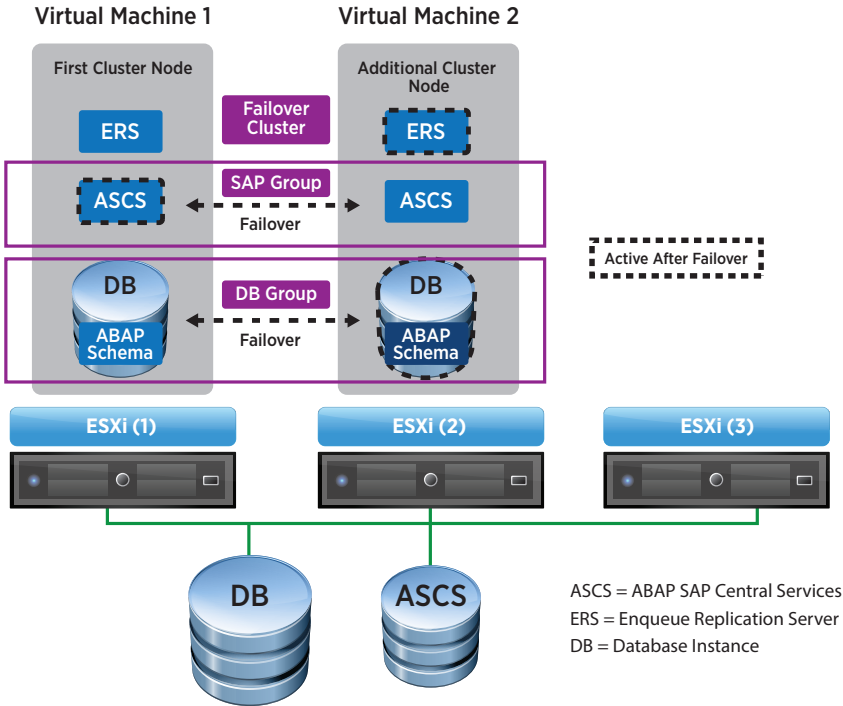 Virtual Machine 1
Virtual Machine 2
First Cluster Node
Additional Cluster
Node
Failover
Cluster
ERS
ERS
SAP Group
ASCS
ASCS
Failover
Active After Failover
DB
DB
DB Group
ABAP
Schema
ABAP
Schema
Failover
ESXi (1)
ESXi (2)
ESXi (3)
DB
ASCS
ASCS = ABAP SAP Central Services
ERS = Enqueue Replication Server
DB = Database Instance